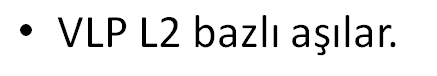 • VLP L2 bazlı aşılar.